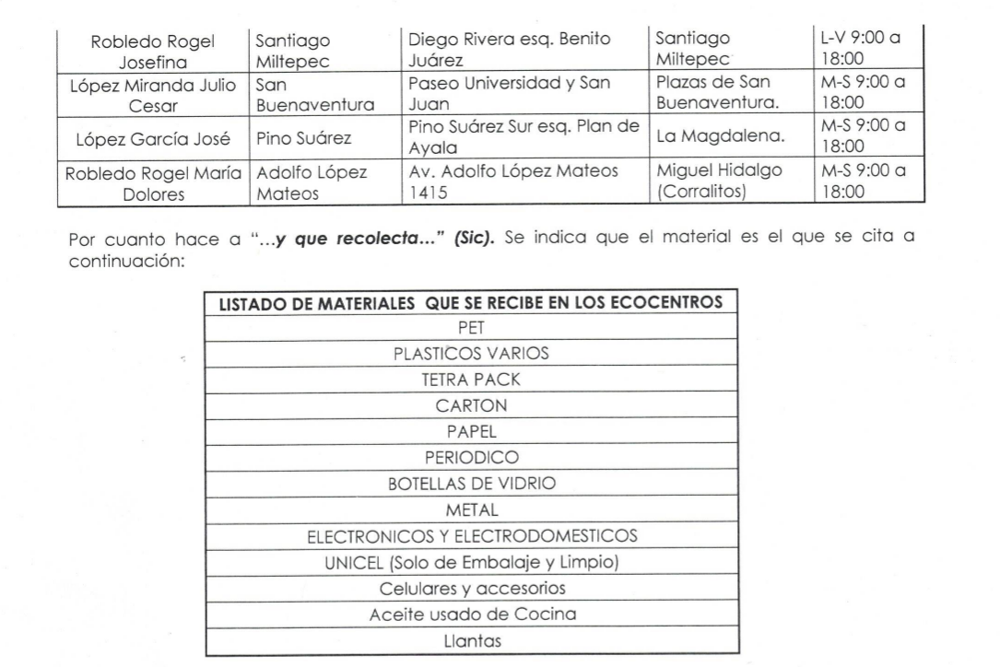 Robledo Rogel Josefina Santiago Miltepec Diego Rivera esq. Benito Juárez Santiago Miltepec L-V 9:00 a 18:00
López Miranda Julio Cesar San Buenaventura Paseo Universidad y San Juan Plazas de San Buenaventura. M-S 9:00 a 18:00
López García José Pino Suárez Pino Suárez Sur esq. Plan de Ayala La Magdalena. M-S 9:00 a 18:00
Robledo Rogel María Dolores Adolfo López Mateos Av. Adolfo López Mateos 1415 Miguel Hidalgo (Corralitos) M-S 9:00 a 18:00
Por cuanto hace a “...y que recolecta...” (Sic). Se indica que el material es el que se cita a
continuación:
LISTADO DE MATERIALES QUE SE RECIBE EN LOS ECOCENTROS
PET
PLASTICOS VARIOS
TETRA PACK
CARTON
PAPEL
PERIODICO
BOTELLAS DE VIDRIO
METAL
ELECTRONICOS Y ELECTRODOMESTICOS
UNICEL (Solo de Embalaje y Limpio)
Celulares y accesorios
Aceite usado de Cocina
Llantas